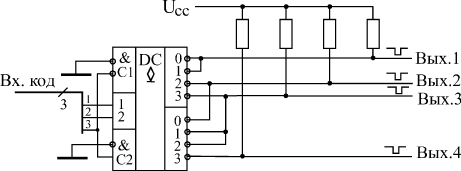 Ucc
& DC 0 Вых.1
C1 1
Вх. код 2 Вых.2
3 1 1 3 Вых.3
2 2
3 0
& 1
2
C2 3 Вых.4